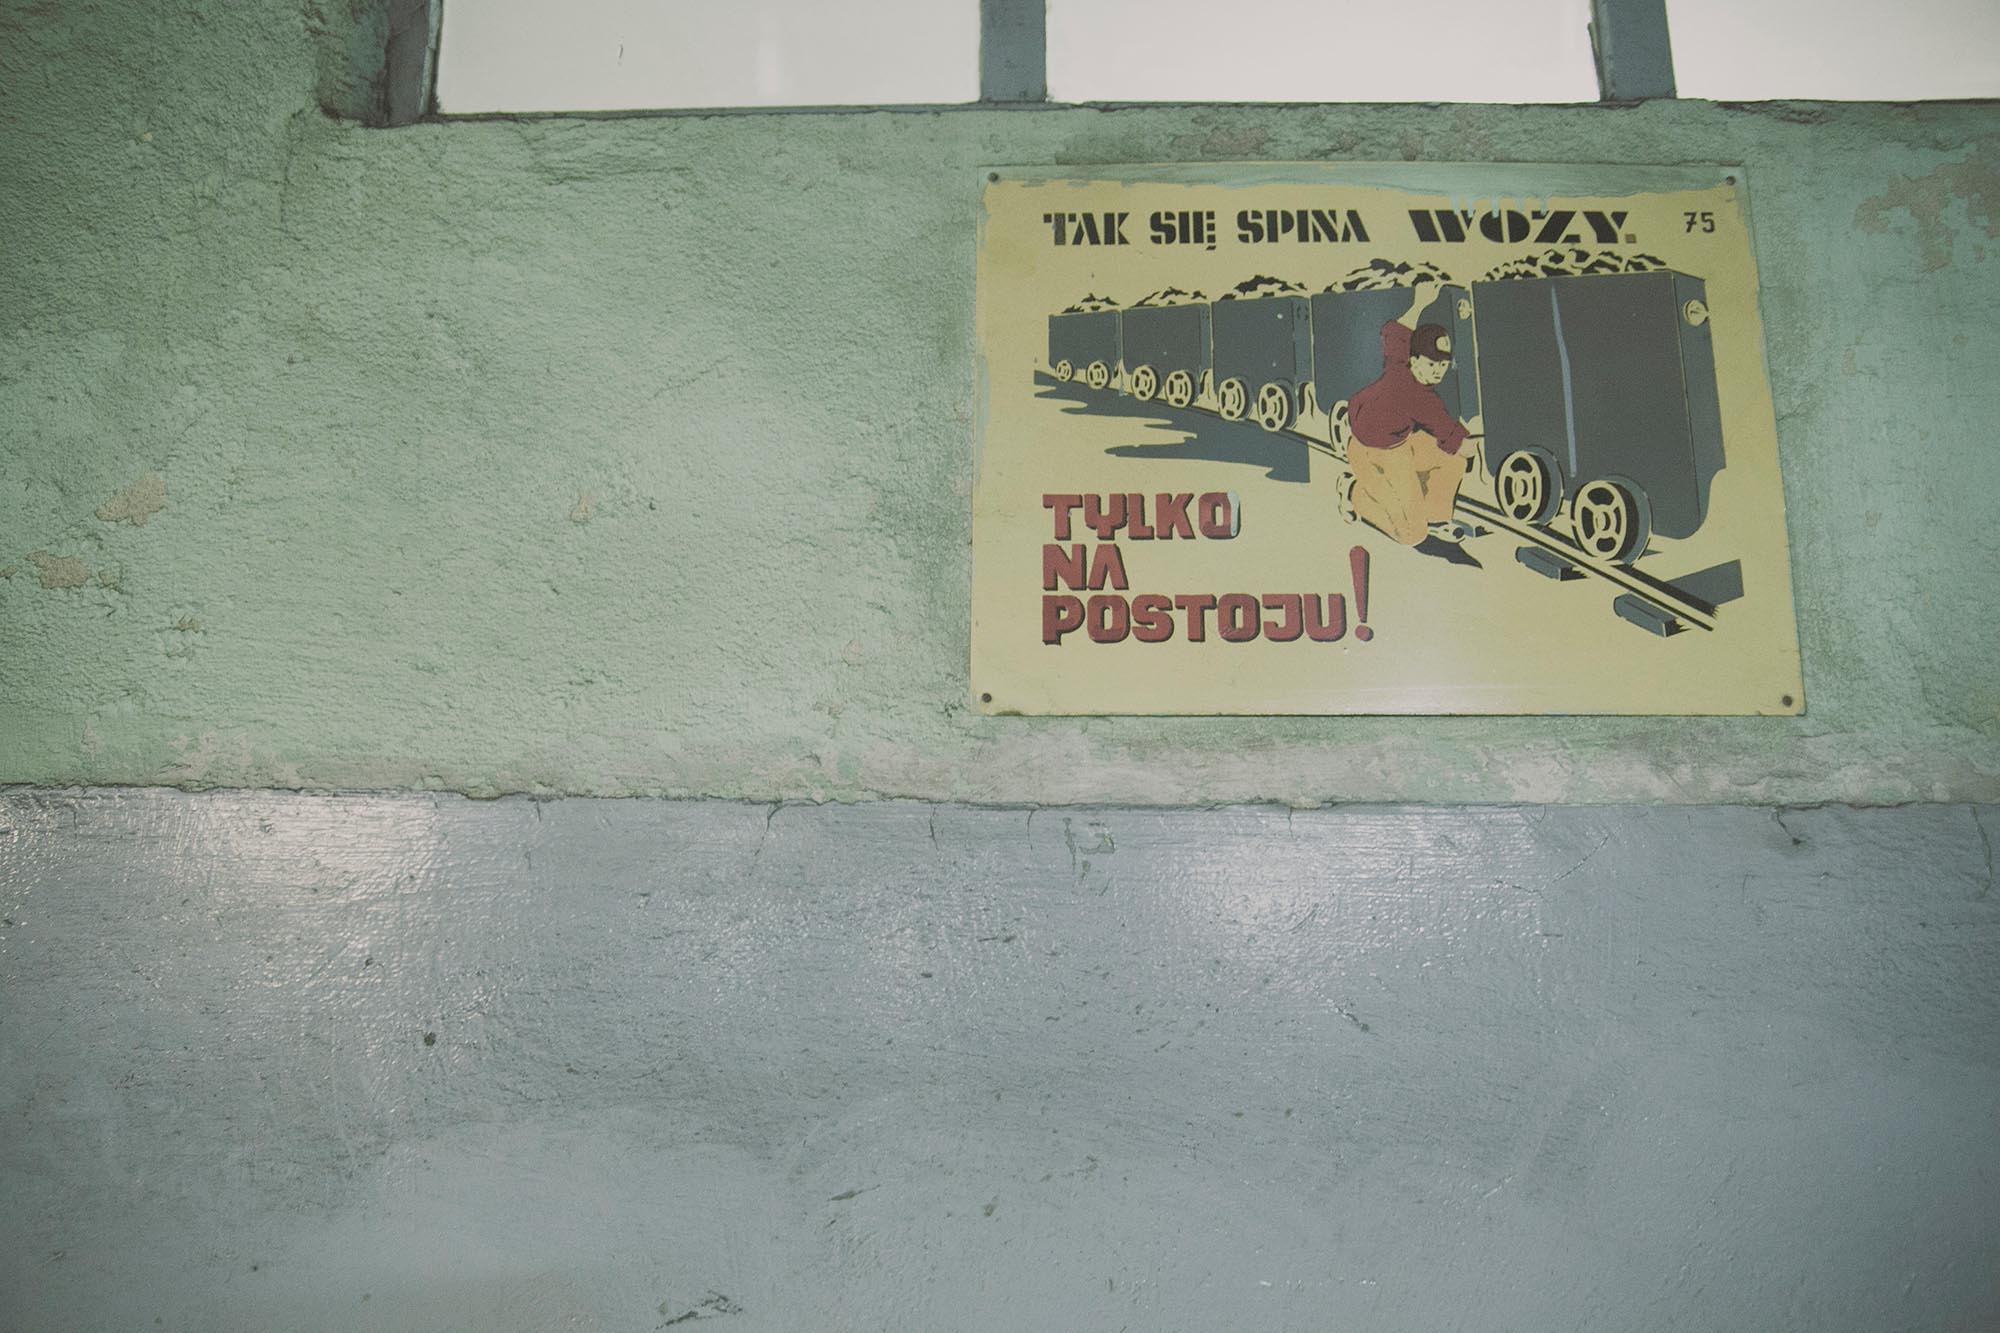 TAK SIĘ SPINA WOZY. 75
TYLKO
NA
POSTOJU!